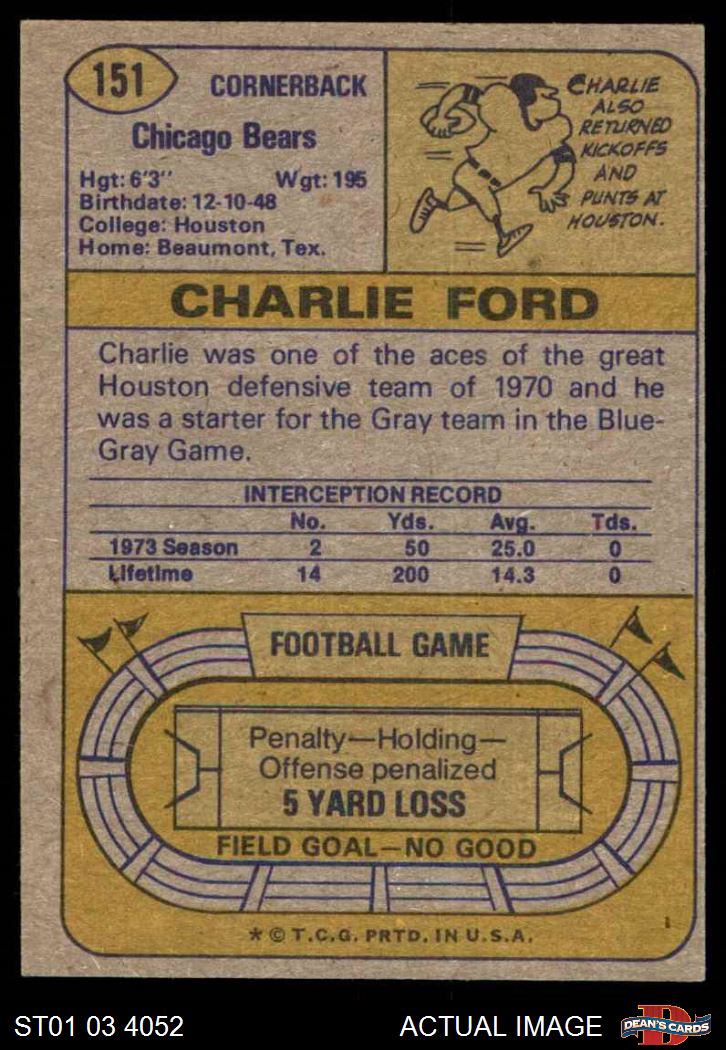 151
CORNERBACK
Chicago Bears
Hgt: 6'3" Wgt: 195
Birthdate: 12-10-48
College: Houston
Home: Beaumont, Tex.
CHARLIE
ALSO
RETURNED
KICKOFFS
AND
PUNTS AT
HOUSTON.
CHARLIE FORD
Charlie was one of the aces of the great
Houston defensive team of 1970 and he
was a starter for the Gray team in the Blue-
Gray Game.
INTERCEPTION RECORD
No. Yds. Avg. Tds.
1973 Season 2 50 25.0 0
Lifetime 14 200 14.3 0
FOOTBALL GAME
Penalty—Holding—
Offense penalized
5 YARD LOSS
FIELD GOAL—NO GOOD
* © T.C.G. PRTD. IN U.S.A.
ST01 03 4052
ACTUAL IMAGE
D
DEAN'S CARDS